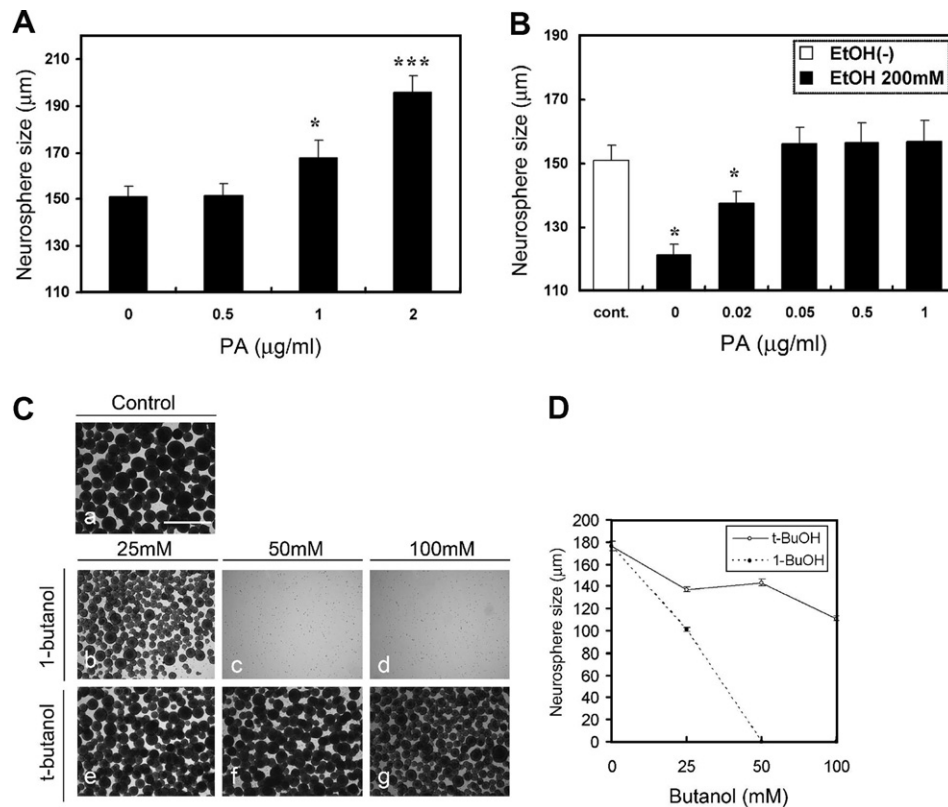 A
Neurosphere size (μm)
210
190
170
150
130
110
*
***
0 0.5 1 2
PA (μg/ml)
B
Neurosphere size (μm)
190
170
150
130
110
EtOH(-)
EtOH 200mM
*
*
cont. 0 0.02 0.05 0.5 1
PA (μg/ml)
C
Control
a
25mM 50mM 100mM
1-butanol
b c d
t-butanol
e f g
D
Neurosphere size (μm)
200
180
160
140
120
100
80
60
40
20
0
t-BuOH
1-BuOH
0 25 50 100
Butanol (mM)